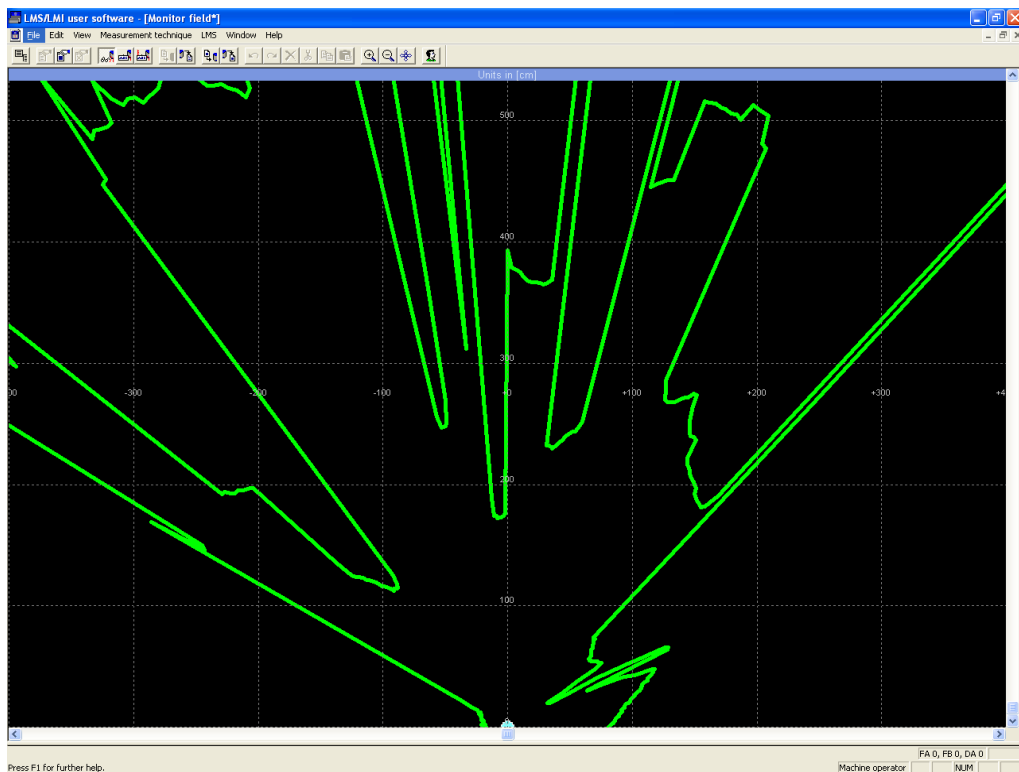 LMS/LMI user software - [Monitor field*]
File Edit View Measurement technique LMS Window Help
Units in [cm]
500
400
300
00 -300 -200 -100 +0 +100 +200 +300 +4
200
100
FA 0, FB 0, DA 0
Press F1 for further help. Machine operator NUM